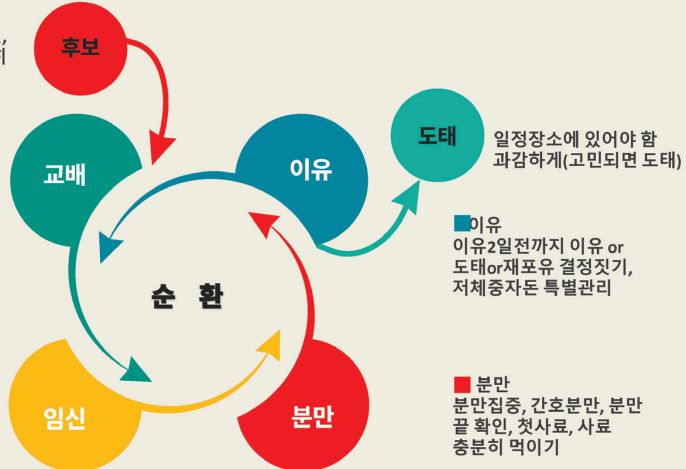 후보
도태
일정장소에 있어야 함
과감하게(고민되면 도태)
교배
이유
이유
이유2일전까지 이유 or
도태or재포유 결정짓기,
저체중자돈 특별관리
순 환
임신
분만
분만
분만집중, 간호분만, 분만
끝 확인, 첫사료, 사료
충분히 먹이기